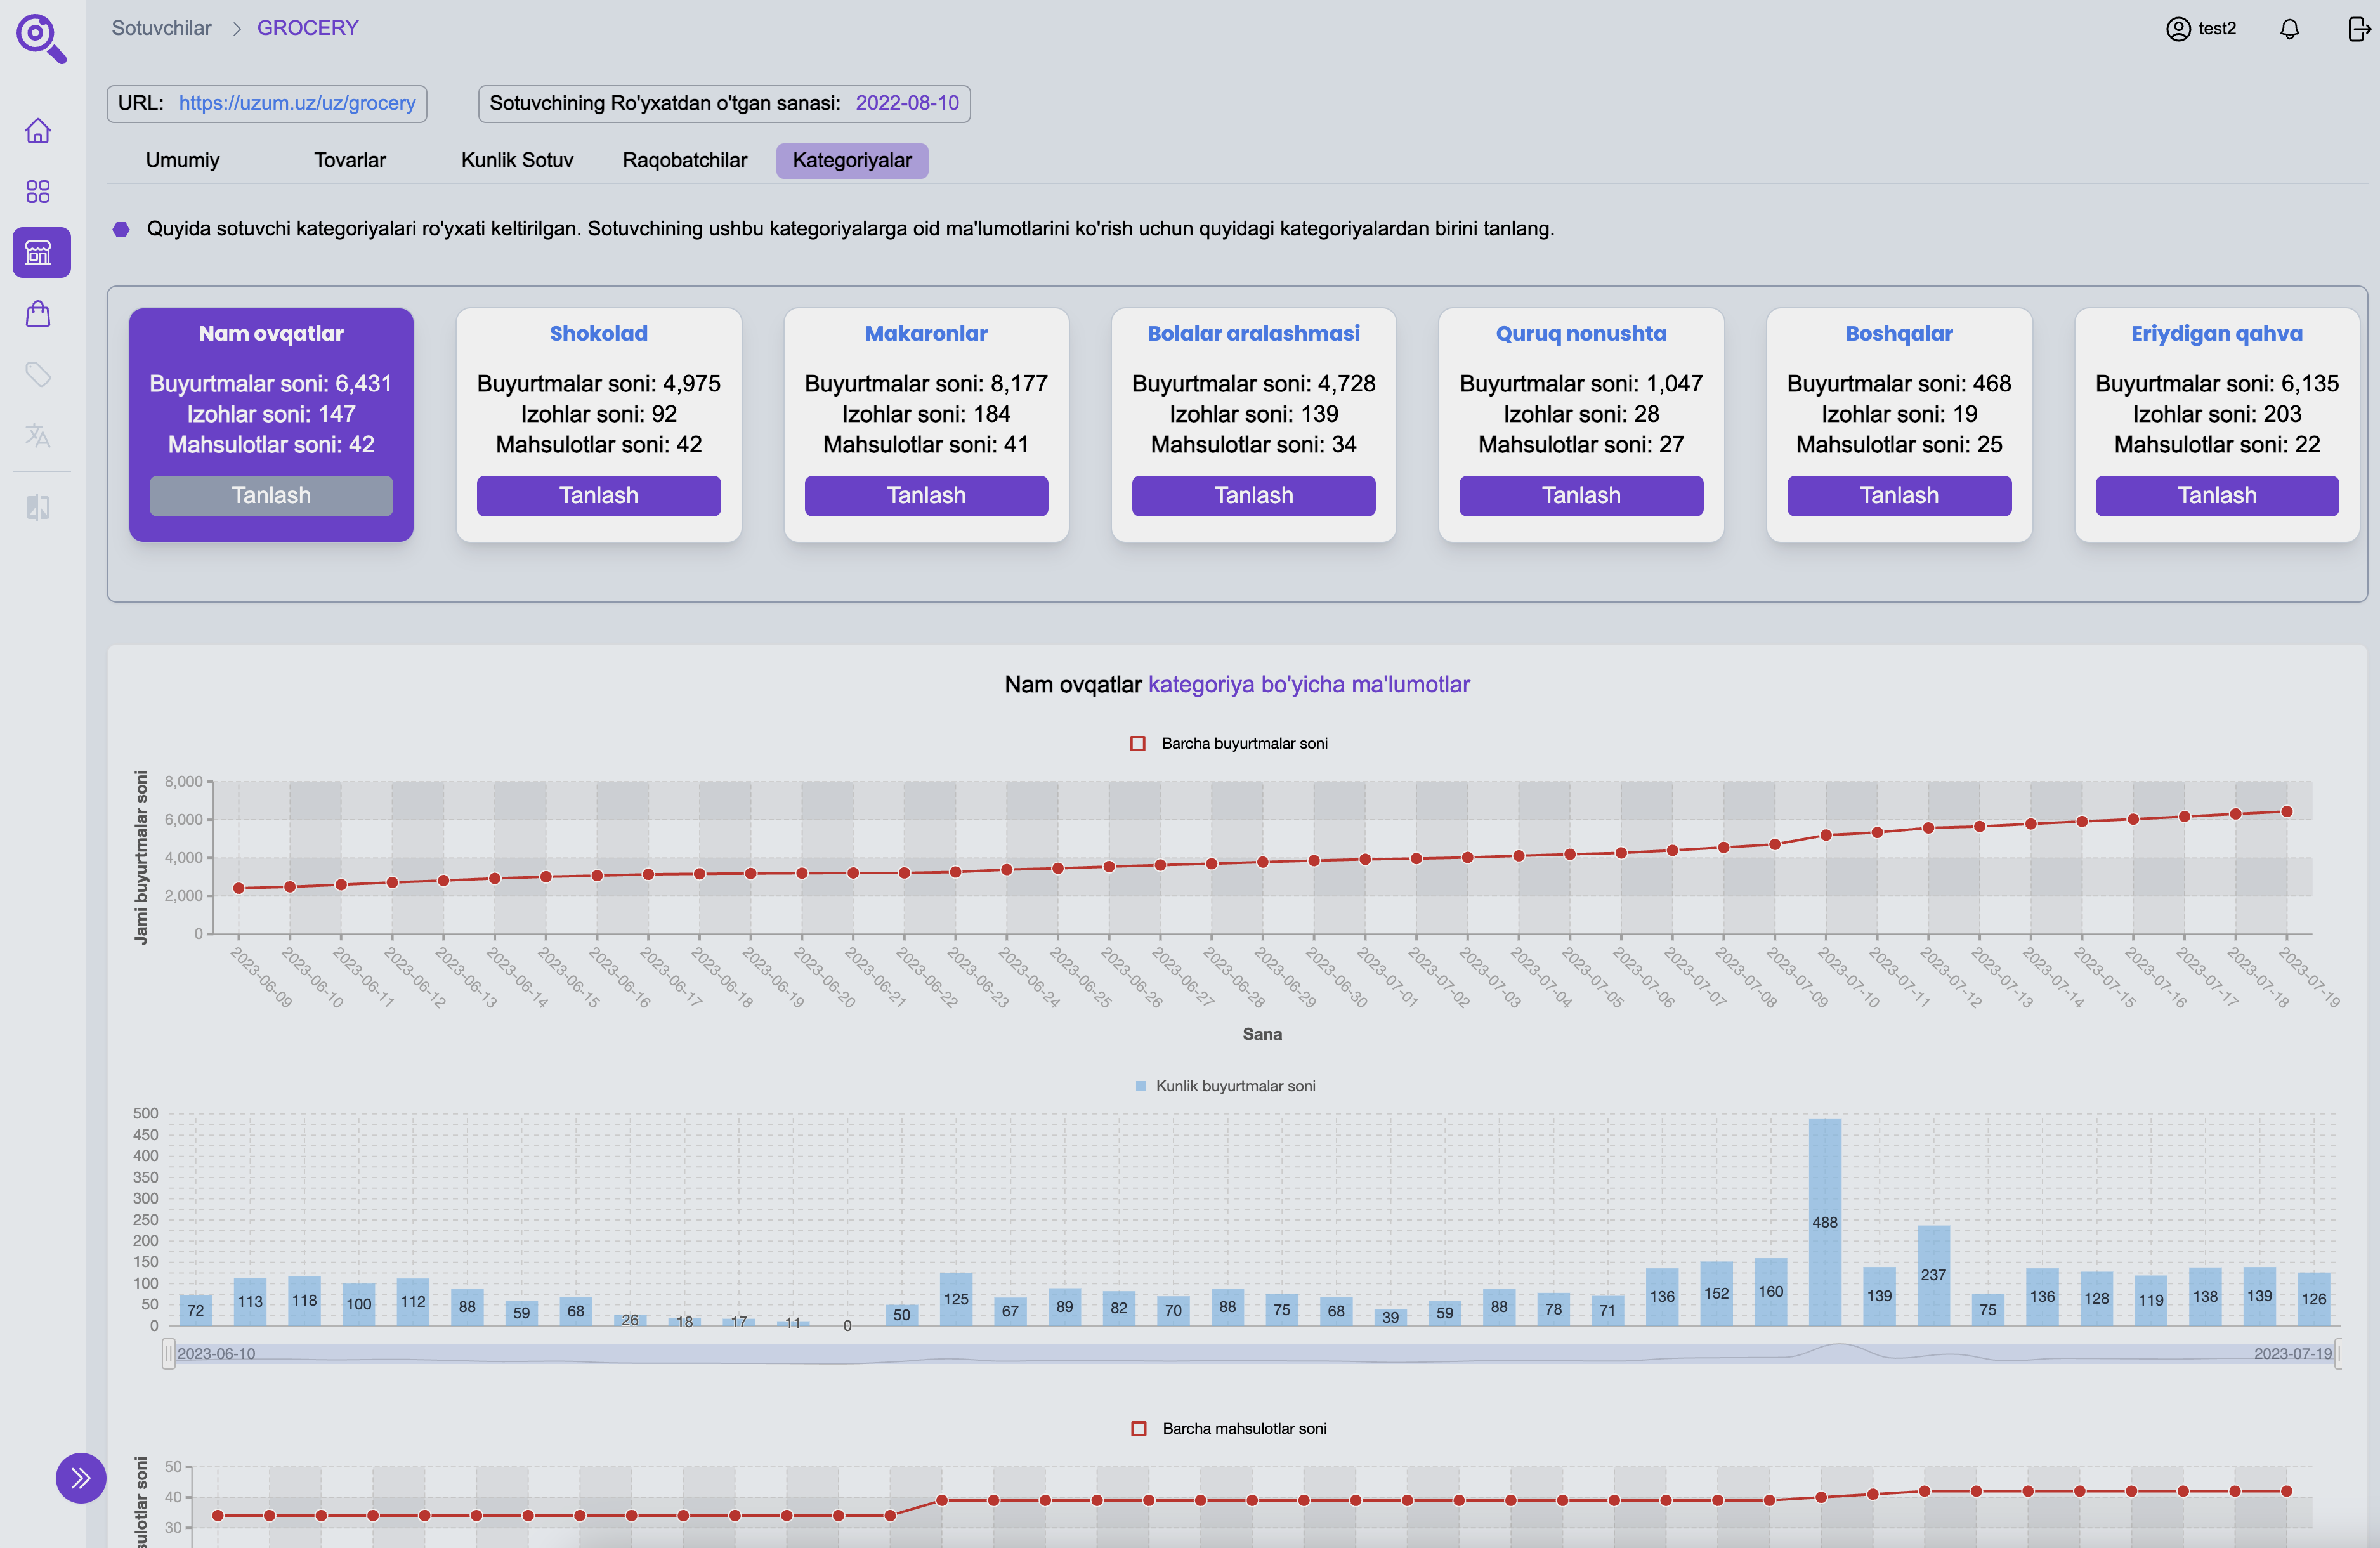 Sotuvchilar > GROCERY
test2
URL: https://uzum.uz/uz/grocery
Sotuvchining Ro'yxatdan o'tgan sanasi: 2022-08-10
Umumiy Tovarlar Kunlik Sotuv Raqobatchilar Kategoriyalar
Quyida sotuvchi kategoriyalari ro'yxati keltirilgan. Sotuvchining ushbu kategoriyalarga oid ma'lumotlarini ko'rish uchun quyidagi kategoriyalardan birini tanlang.
Nam ovqatlar
Buyurtmalar soni: 6,431
Izohlar soni: 147
Mahsulotlar soni: 42
Tanlash
Shokolad
Buyurtmalar soni: 4,975
Izohlar soni: 92
Mahsulotlar soni: 42
Tanlash
Makaronlar
Buyurtmalar soni: 8,177
Izohlar soni: 184
Mahsulotlar soni: 41
Tanlash
Bolalar aralashmasi
Buyurtmalar soni: 4,728
Izohlar soni: 139
Mahsulotlar soni: 34
Tanlash
Quruq nonushta
Buyurtmalar soni: 1,047
Izohlar soni: 28
Mahsulotlar soni: 27
Tanlash
Boshqalar
Buyurtmalar soni: 468
Izohlar soni: 19
Mahsulotlar soni: 25
Tanlash
Eriydigan qahva
Buyurtmalar soni: 6,135
Izohlar soni: 203
Mahsulotlar soni: 22
Tanlash
Nam ovqatlar kategoriya bo'yicha ma'lumotlar
Barcha buyurtmalar soni
Jami buyurtmalar soni
8,000
6,000
4,000
2,000
0
2023-06-09 2023-06-10 2023-06-11 2023-06-12 2023-06-13 2023-06-14 2023-06-15 2023-06-16 2023-06-17 2023-06-18 2023-06-19 2023-06-20 2023-06-21 2023-06-22 2023-06-23 2023-06-24 2023-06-25 2023-06-26 2023-06-27 2023-06-28 2023-06-29 2023-06-30 2023-07-01 2023-07-02 2023-07-03 2023-07-04 2023-07-05 2023-07-06 2023-07-07 2023-07-08 2023-07-09 2023-07-10 2023-07-11 2023-07-12 2023-07-13 2023-07-14 2023-07-15 2023-07-16 2023-07-17 2023-07-18 2023-07-19
Sana
Kunlik buyurtmalar soni
500
450
400
350
300
250
200
150
100
50
0
72 113 118 100 112 88 59 68 26 18 17 11 0 50 125 67 89 82 70 88 75 68 39 59 88 78 71 136 152 160 488 139 237 75 136 128 119 138 139 126
2023-06-10 2023-07-19
Barcha mahsulotlar soni
sulotlar soni
50
40
30